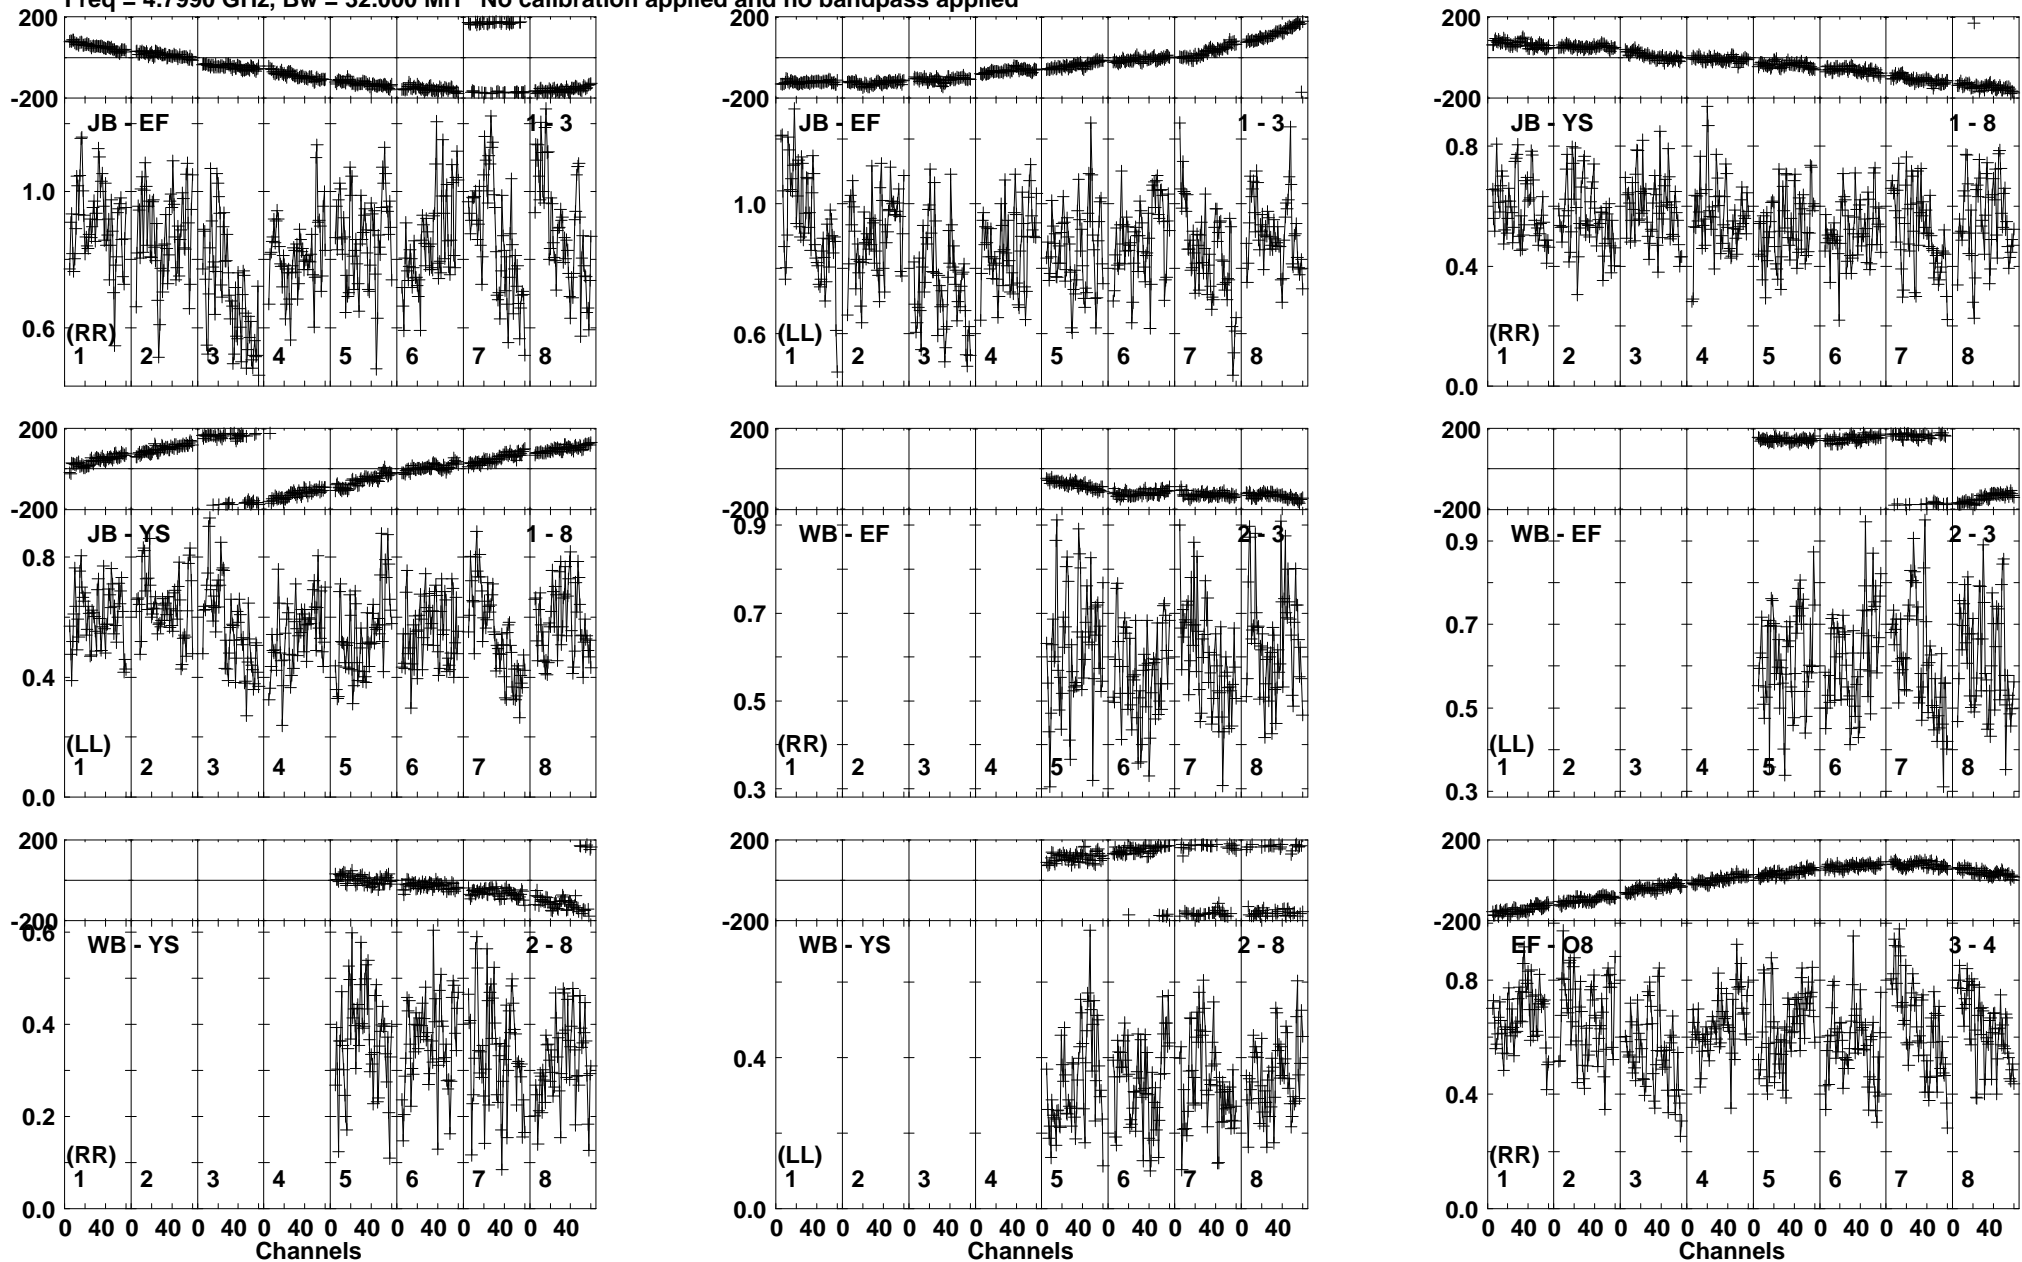 Freq = 4.7990 GHz, Bw = 32.000 MH No calibration applied and no bandpass applied
200 200 200
-200 -200 -200
JB - EF 1 - 3 JB - EF 1 - 3 JB - YS 1 - 8
0.8
1.0 1.0
0.4
0.6 0.6
(RR) (LL) (RR)
1 2 3 4 5 6 7 8 1 2 3 4 5 6 7 8 1 2 3 4 5 6 7 8
0.0
200 200 200
-200 -200 -200
JB - YS 1 - 8 WB - EF 2 - 3 WB - EF 2 - 3
0.9 0.9
0.8
0.7 0.7
0.4 0.5 0.5
(LL) (RR) (LL)
1 2 3 4 5 6 7 8 1 2 3 4 5 6 7 8 1 2 3 4 5 6 7 8
0.0 0.3 0.3
200 200 200
-200 -200 -200
0.6
WB - YS 2 - 8 WB - YS 2 - 8 EF - O8 3 - 4
0.8
0.4 0.4
0.4
0.2
(RR) (LL) (RR)
1 2 3 4 5 6 7 8 1 2 3 4 5 6 7 8 1 2 3 4 5 6 7 8
0.0 0.0 0.0
0 40 0 40 0 40 0 40 0 40 0 40 0 40 0 40 0 40 0 40 0 40 0 40 0 40 0 40 0 40 0 40 0 40 0 40 0 40 0 40 0 40 0 40 0 40 0 40
Channels Channels Channels